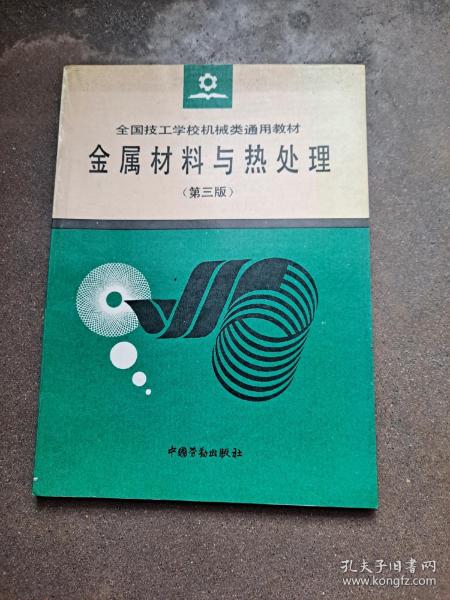 全国技工学校机械类通用教材
金属材料与热处理
（第三版）
中国劳动出版社
孔夫子旧书网
www.kongfz.com